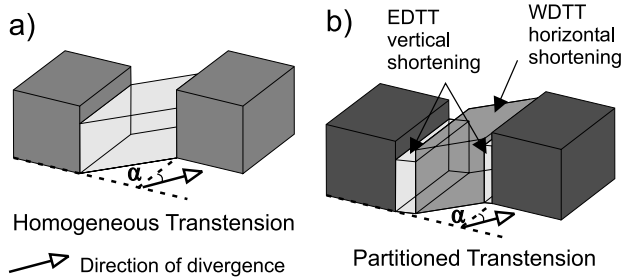 a)
α
Homogeneous Transtension
Direction of divergence
b)
EDTT
vertical
shortening
WDTT
horizontal
shortening
α
Partitioned Transtension